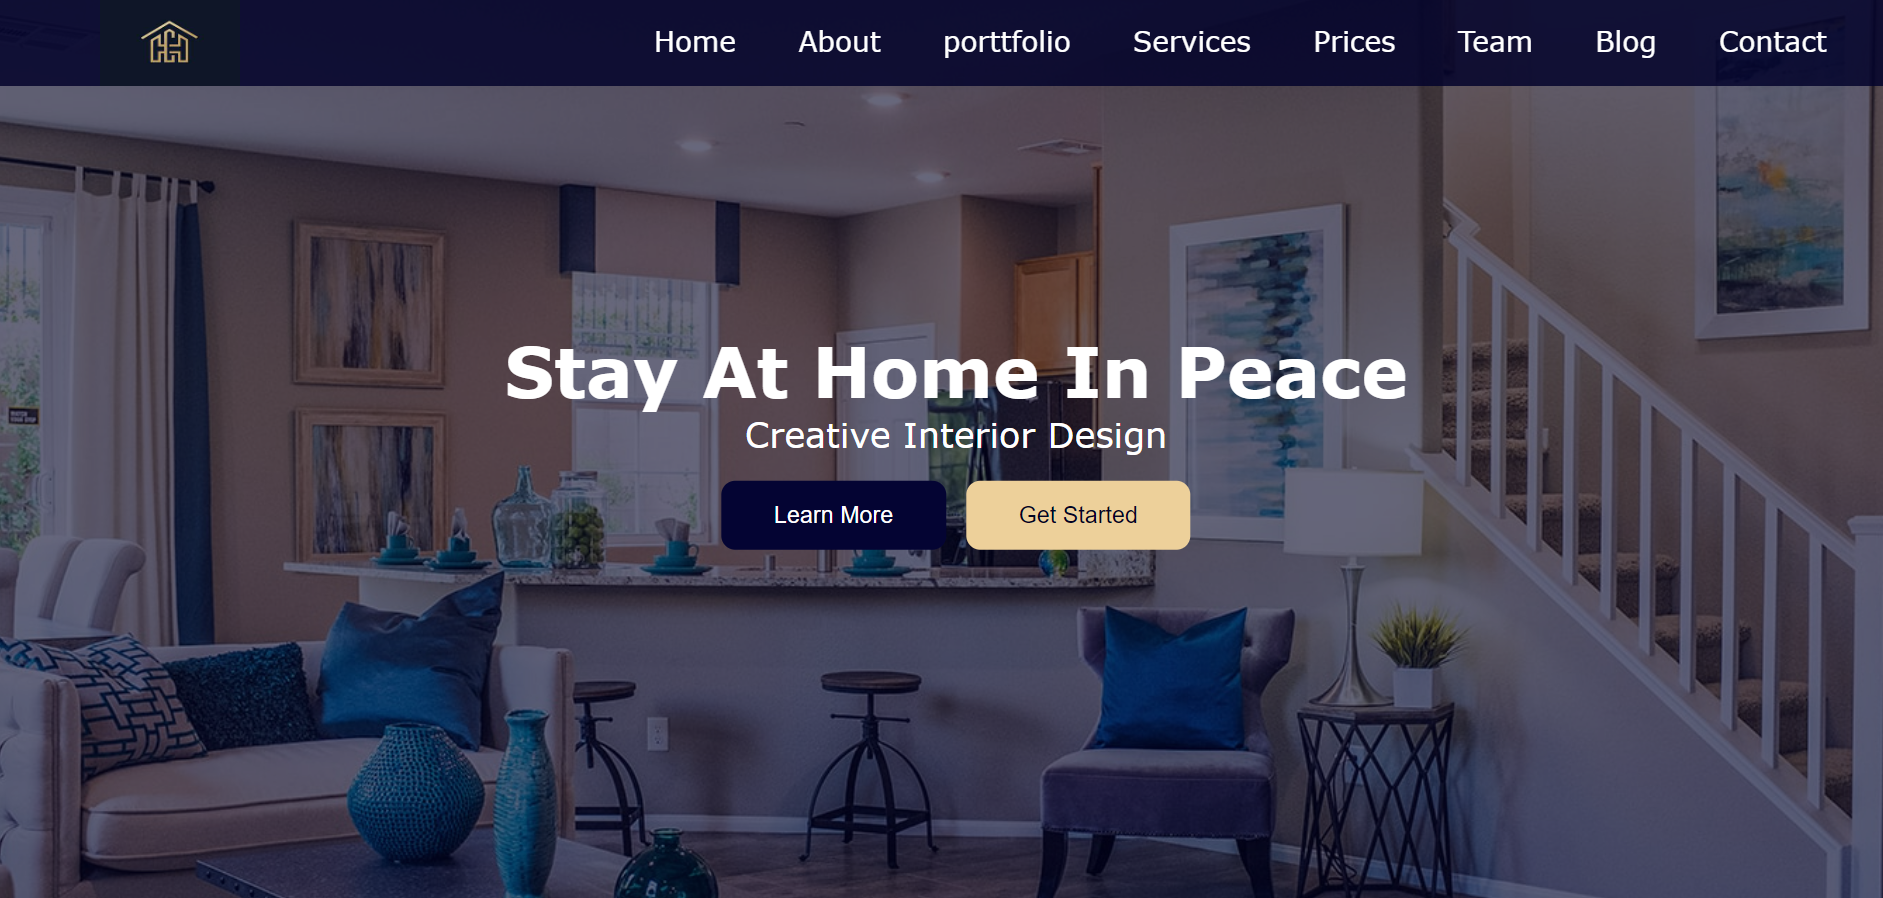 Home About porttfolio Services Prices Team Blog Contact
Stay At Home In Peace
Creative Interior Design
Learn More Get Started